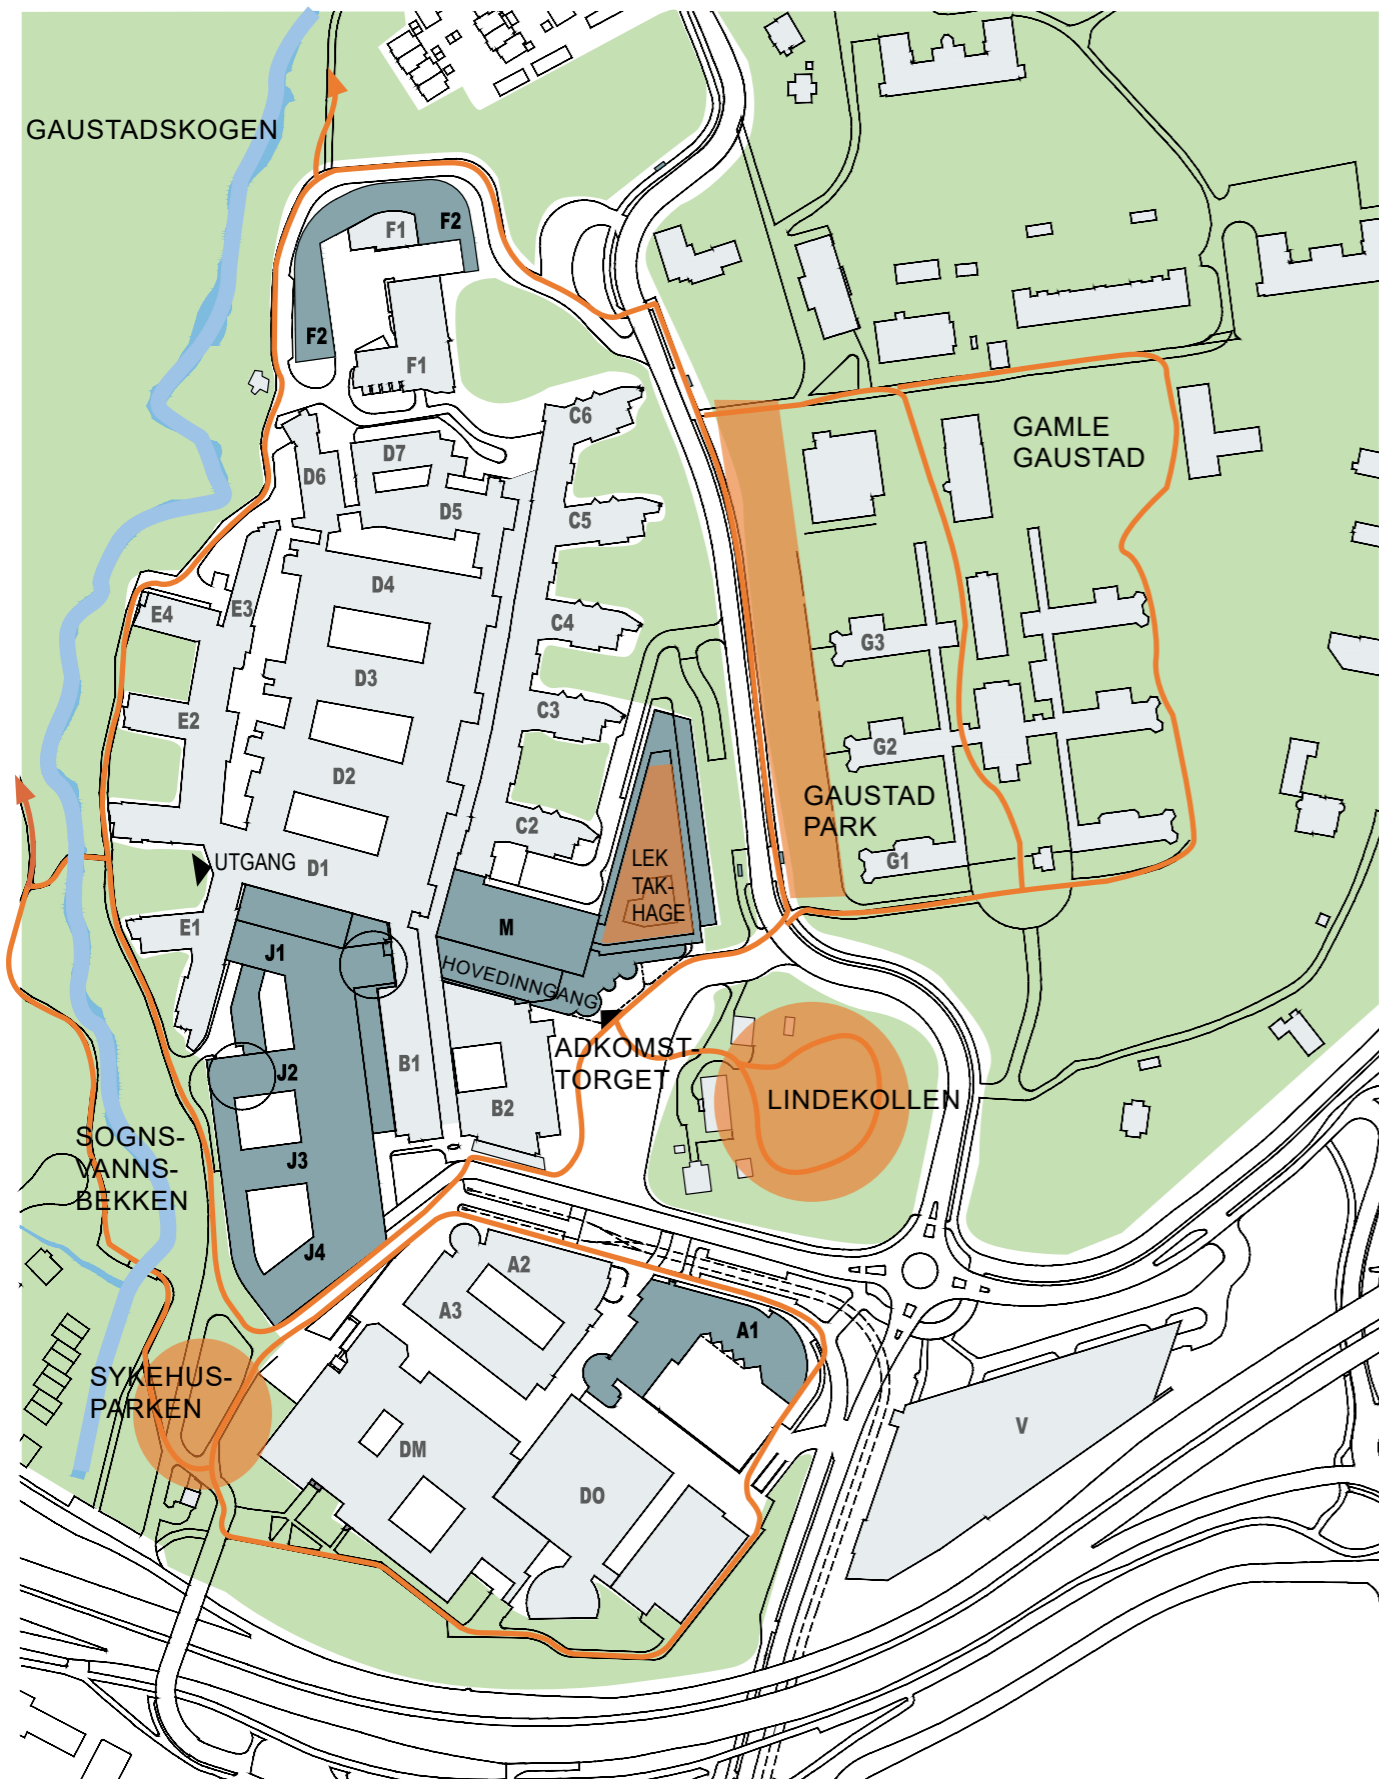 GAUSTADSKOGEN
F1
F2
F2
F1
C6
D7
D6
GAMLE
GAUSTAD
D5
C5
D4
E4
E3
C4
G3
D3
E2
C3
G2
D2
GAUSTAD
PARK
C2
UTGANG
D1
LEK
TAK-
HAGE
G1
E1
M
J1
HOVEDINNGANG
ADKOMST-
TORGET
B1
J2
LINDEKOLLEN
B2
SOGNS-
VANNS-
BEKKEN
J3
J4
A2
A3
A1
SYKEHUS-
PARKEN
DM
V
DO